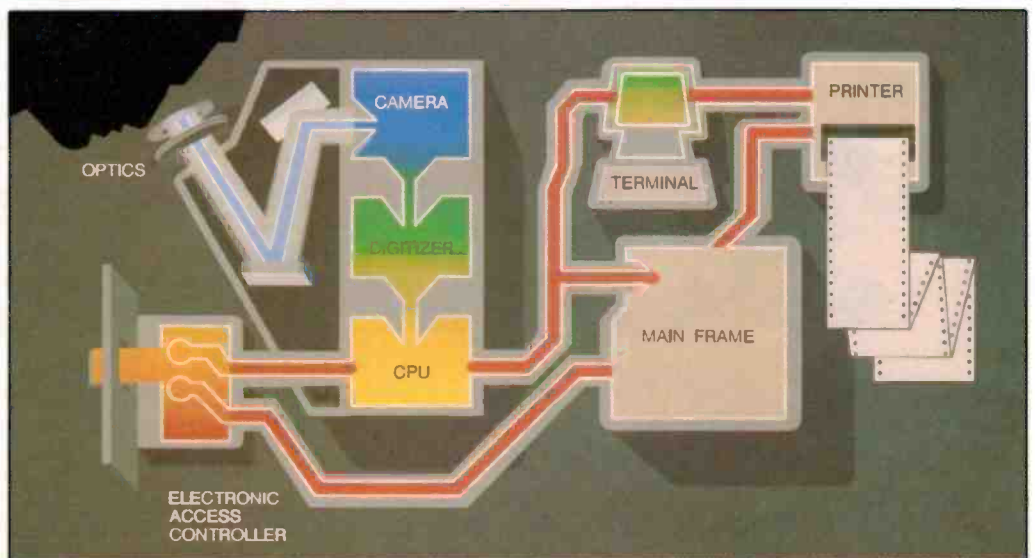 CAMERA
PRINTER
OPTICS
TERMINAL
DIGITIZER
MAIN FRAME
CPU
ELECTRONIC
ACCESS
CONTROLLER